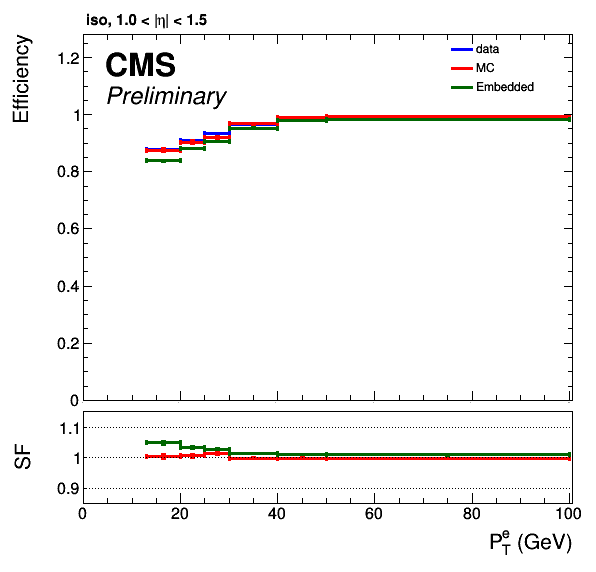 iso, 1.0 < |η| < 1.5
Efficiency
CMS
Preliminary
data
MC
Embedded
1.2
1
0.8
0.6
0.4
0.2
0
SF
1.1
1
0.9
0 20 40 60 80 100
P_T^e (GeV)